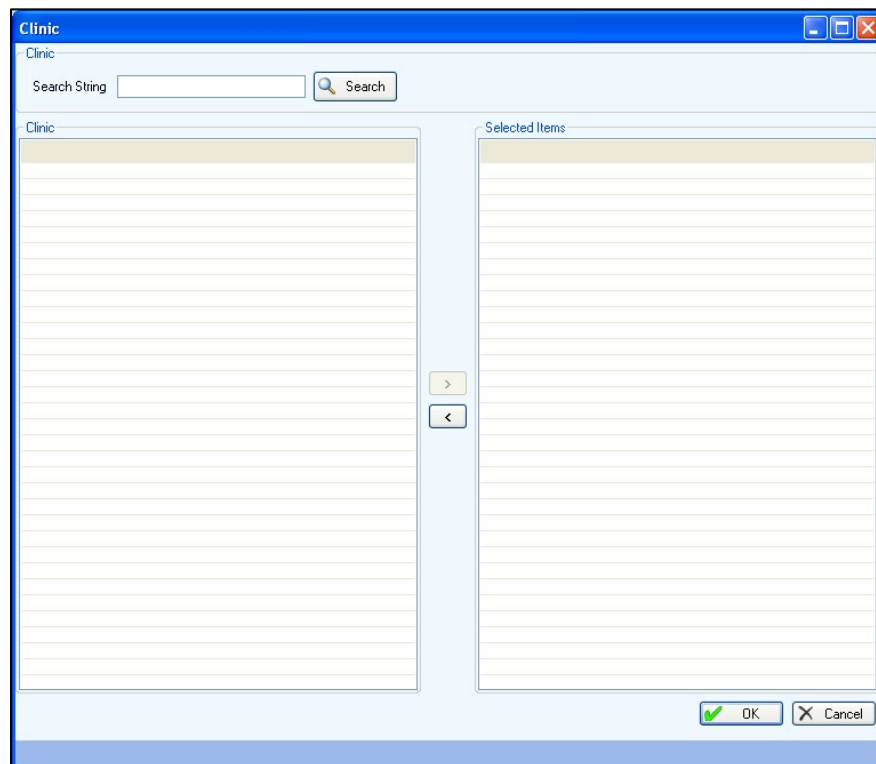 Clinic
Clinic
Search String Search
Clinic Selected Items
>
<
OK Cancel